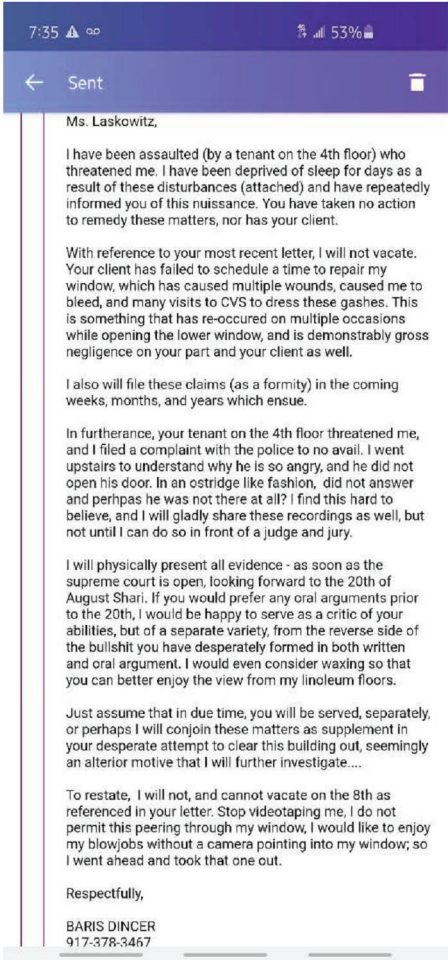 7:35
53%
Sent
Ms. Laskowitz,
I have been assaulted (by a tenant on the 4th floor) who
threatened me. I have been deprived of sleep for days as a
result of these disturbances (attached) and have repeatedly
informed you of this nuissance. You have taken no action
to remedy these matters, nor has your client.
With reference to your most recent letter, I will not vacate.
Your client has failed to schedule a time to repair my
window, which has caused multiple wounds, caused me to
bleed, and many visits to CVS to dress these gashes. This
is something that has re-occured on multiple occasions
while opening the lower window, and is demonstrably gross
negligence on your part and your client as well.
I also will file these claims (as a formity) in the coming
weeks, months, and years which ensue.
In furtherance, your tenant on the 4th floor threatened me,
and I filed a complaint with the police to no avail. I went
upstairs to understand why he is so angry, and he did not
open his door. In an ostridge like fashion, did not answer
and perhpas he was not there at all? I find this hard to
believe, and I will gladly share these recordings as well, but
not until I can do so in front of a judge and jury.
I will physically present all evidence - as soon as the
supreme court is open, looking forward to the 20th of
August Shari. If you would prefer any oral arguments prior
to the 20th, I would be happy to serve as a critic of your
abilities, but of a separate variety, from the reverse side of
the bullshit you have desperately formed in both written
and oral argument. I would even consider waxing so that
you can better enjoy the view from my linoleum floors.
Just assume that in due time, you will be served, separately,
or perhaps I will conjoin these matters as supplement in
your desperate attempt to clear this building out, seemingly
an alterior motive that I will further investigate....
To restate, I will not, and cannot vacate on the 8th as
referenced in your letter. Stop videotaping me, I do not
permit this peering through my window, I would like to enjoy
my blowjobs without a camera pointing into my window; so
I went ahead and took that one out.
Respectfully,
BARIS DINCER
917-378-3467